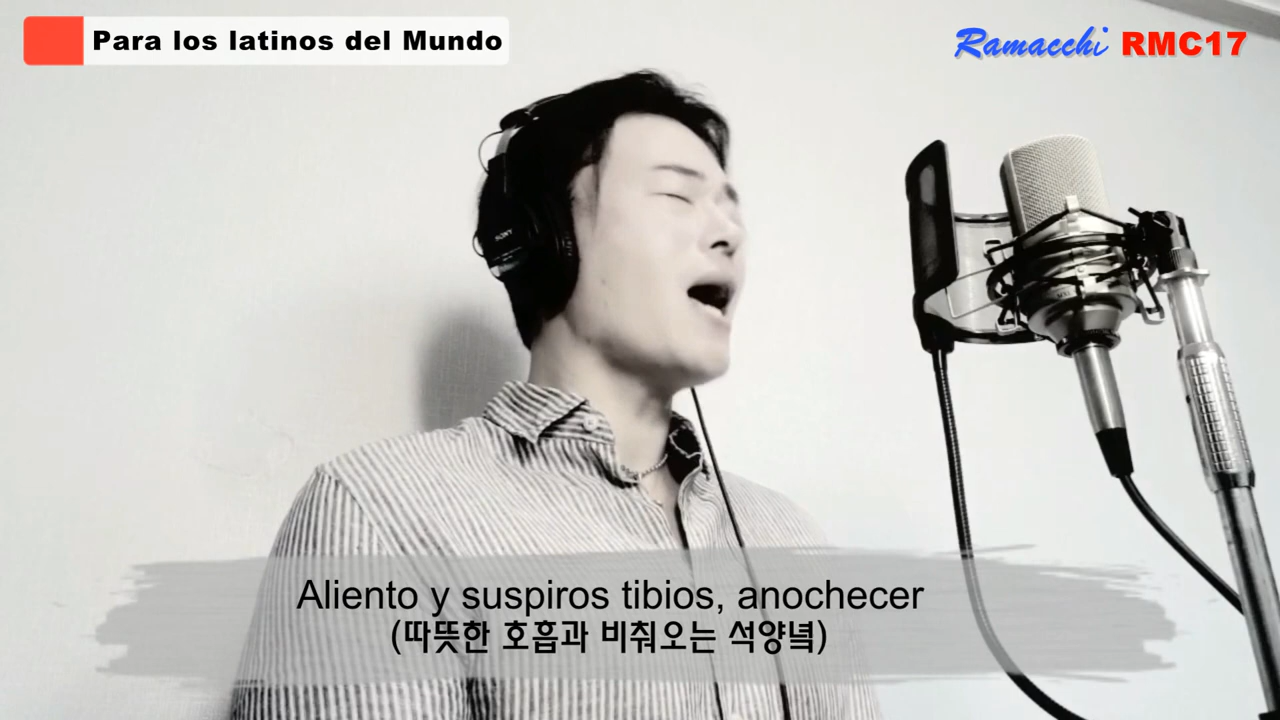 Para los latinos del Mundo
Ramacchi RMC17
SONY
Aliento y suspiros tibios, anochecer
(따뜻한 호흡과 비춰오는 석양녘)